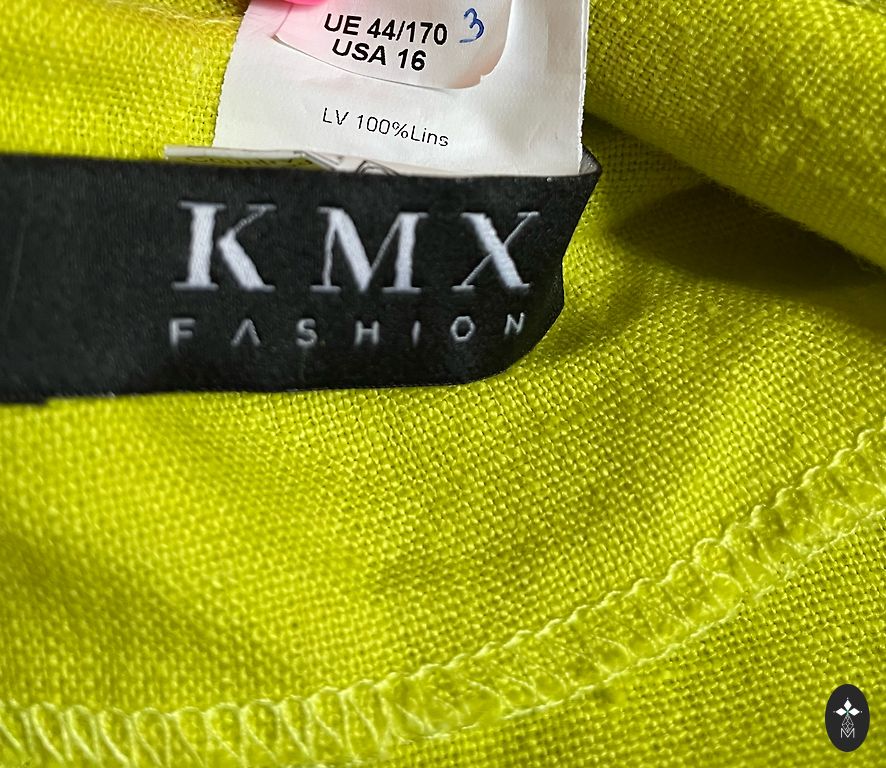 UE 44/170 3
USA 16
LV 100%Lins
KMX
FASHION
M